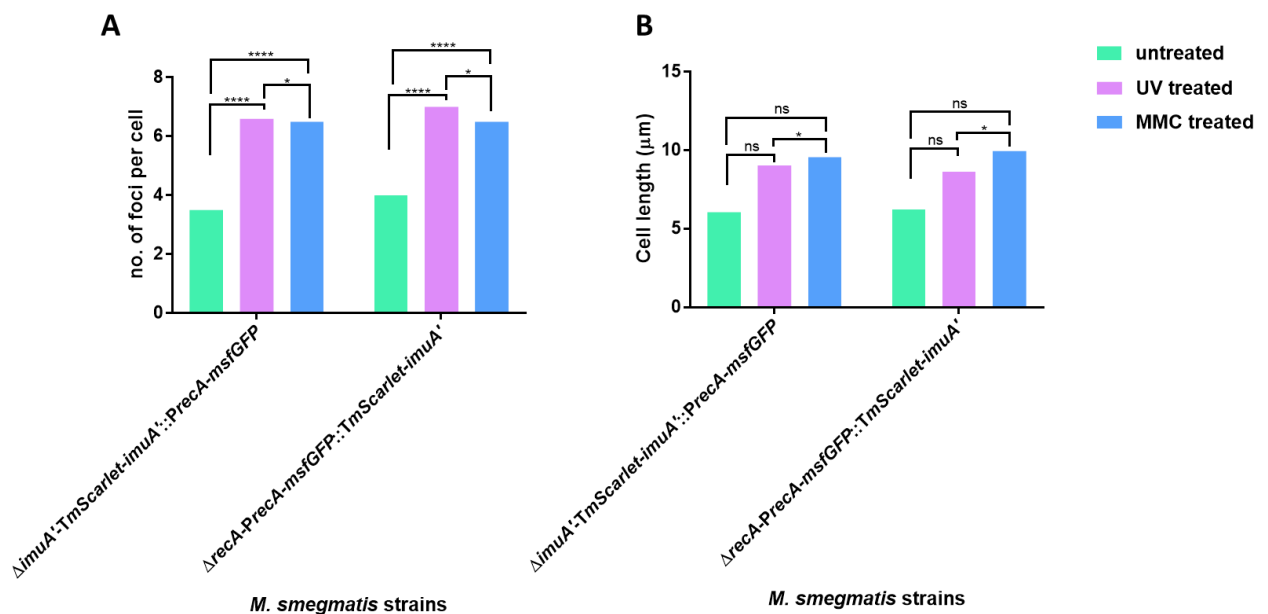 A
B
untreated
UV treated
MMC treated
no. of foci per cell
8
6
4
2
0
****
****
*
****
****
*
ΔimuA'-TmScarlet-imuA'::PrecA-msfGFP
ΔrecA-PrecA-msfGFP::TmScarlet-imuA'
M. smegmatis strains
Cell length (μm)
15
10
5
0
ns
ns
*
ns
ns
*
ΔimuA'-TmScarlet-imuA'::PrecA-msfGFP
ΔrecA-PrecA-msfGFP::TmScarlet-imuA'
M. smegmatis strains